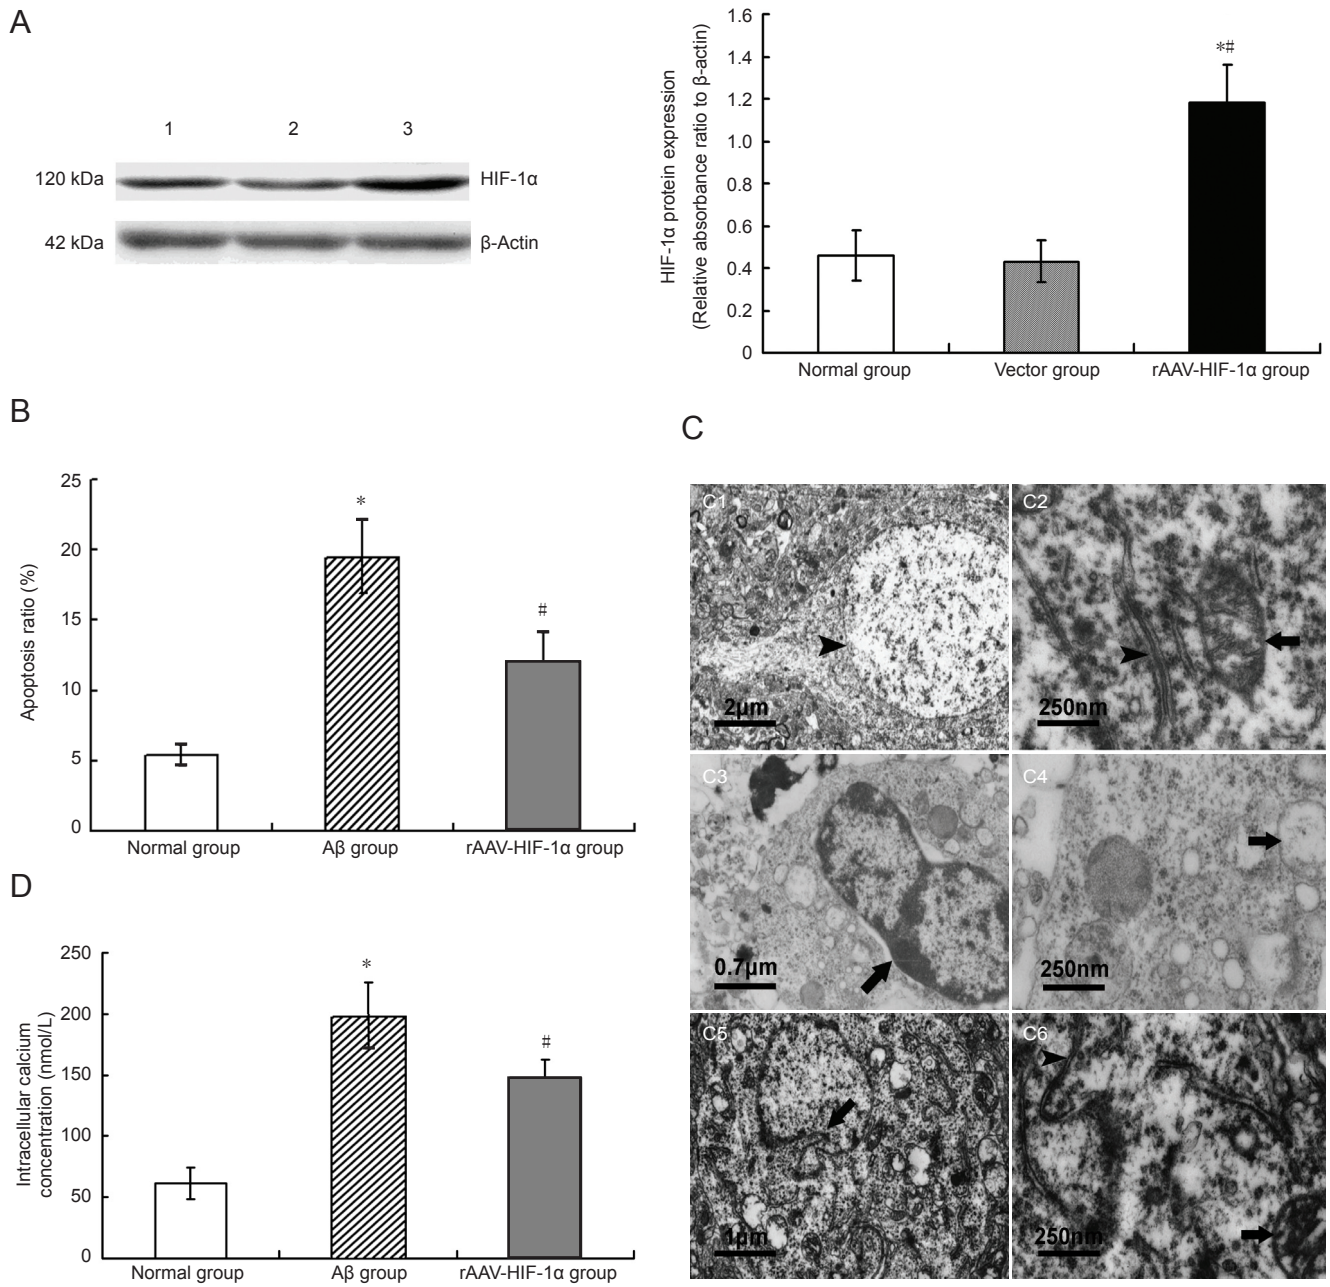 A
1 2 3
120 kDa HIF-1α
42 kDa β-Actin
HIF-1α protein expression
(Relative absorbance ratio to β-actin)
1.6
1.4
1.2
1.0
0.8
0.6
0.4
0.2
0
*#
Normal group Vector group rAAV-HIF-1α group
B
Apoptosis ratio (%)
25
20
15
10
5
0
*
#
Normal group Aβ group rAAV-HIF-1α group
C
C1
2μm
C2
250nm
C3
0.7μm
C4
250nm
C5
1μm
C6
250nm
D
Intracellular calcium
concentration (nmol/L)
250
200
150
100
50
0
*
#
Normal group Aβ group rAAV-HIF-1α group